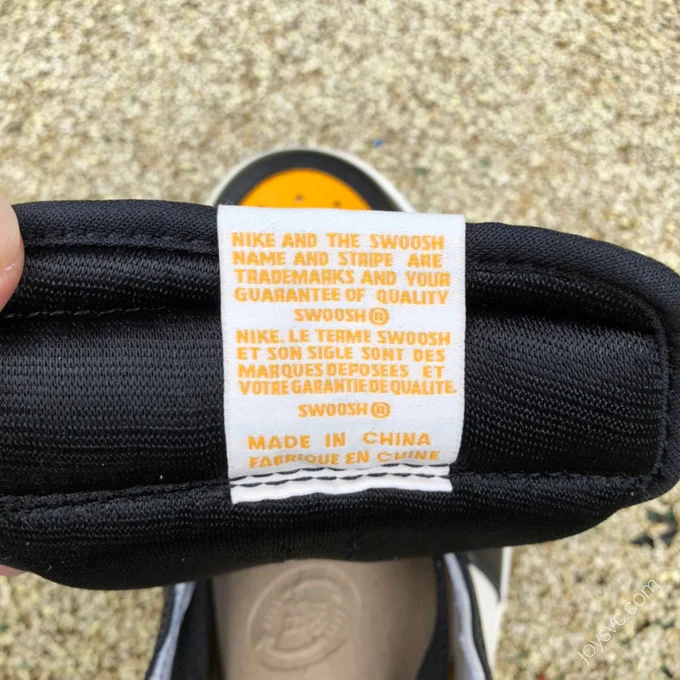 NIKE AND THE SWOOSH
NAME AND STRIPE ARE
TRADEMARKS AND YOUR
GUARANTEE OF QUALITY
SWOOSH®
NIKE. LE TERME SWOOSH
ET SON SIGLE SONT DES
MARQUES DEPOSEES ET
VOTRE GARANTIE DE QUALITE.
SWOOSH®
MADE IN CHINA
FABRIQUE EN CHINE
joysvc.com